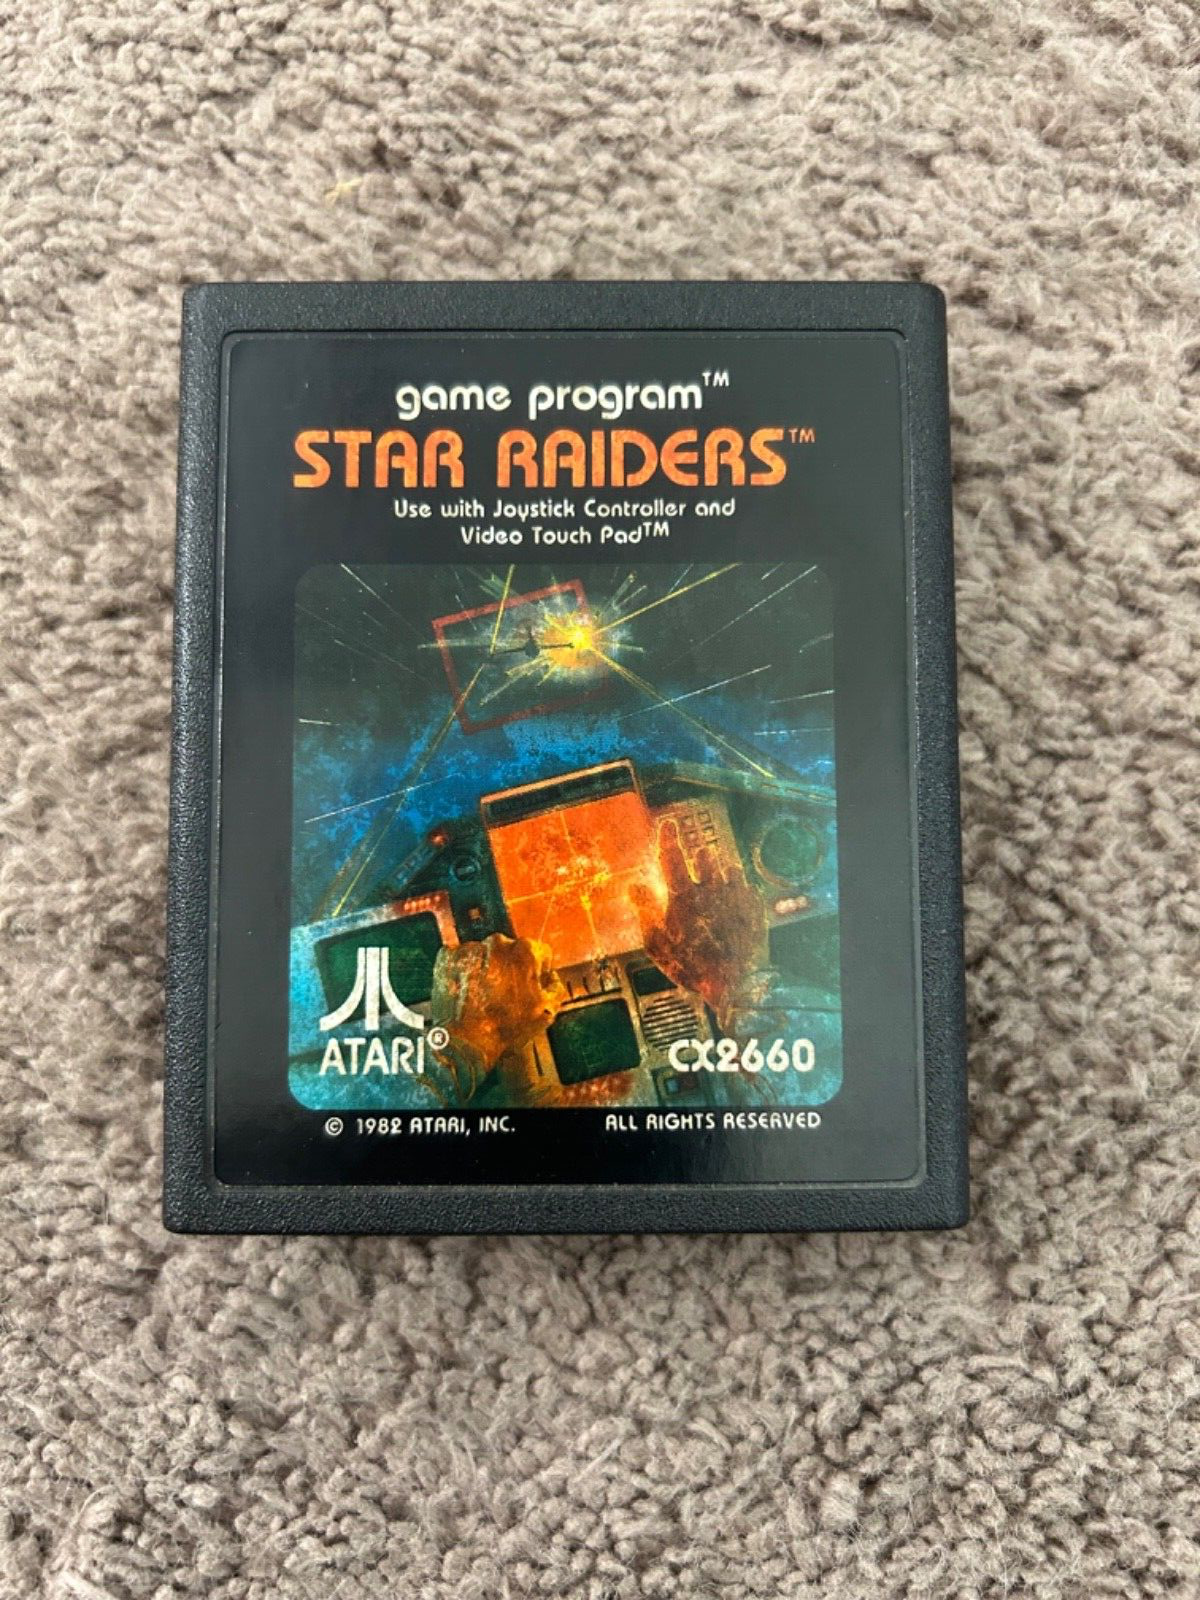 game program™
STAR RAIDERS™
Use with Joystick Controller and
Video Touch Pad™
ATARI®
CX2660
© 1982 ATARI, INC. ALL RIGHTS RESERVED